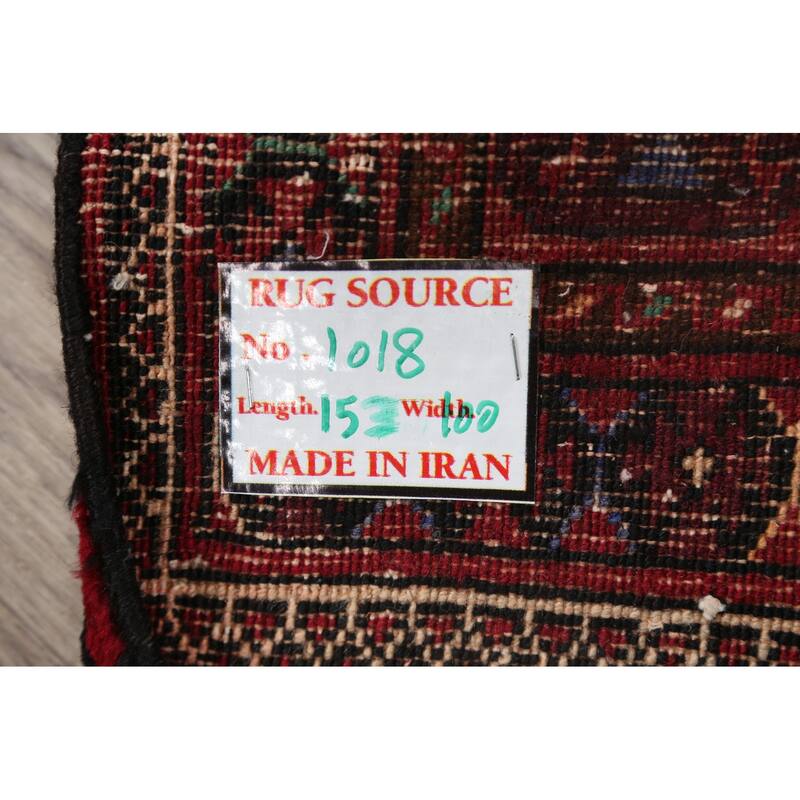 RUG SOURCE
No. 1018
Length. 153 Width. 100
MADE IN IRAN